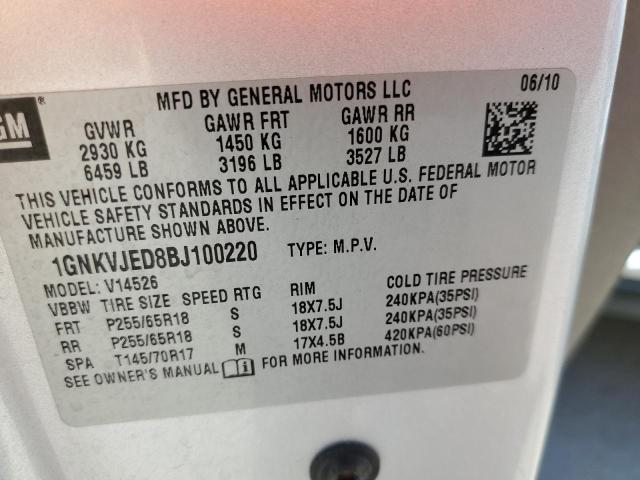 GM®
MFD BY GENERAL MOTORS LLC 06/10
GVWR GAWR FRT GAWR RR
2930 KG 1450 KG 1600 KG
6459 LB 3196 LB 3527 LB
THIS VEHICLE CONFORMS TO ALL APPLICABLE U.S. FEDERAL MOTOR
VEHICLE SAFETY STANDARDS IN EFFECT ON THE DATE OF
MANUFACTURE SHOWN ABOVE.
1GNKVJED8BJ100220 TYPE: M.P.V.
MODEL: V14526
VBBW TIRE SIZE SPEED RTG RIM COLD TIRE PRESSURE
FRT P255/65R18 S 18X7.5J 240KPA(35PSI)
RR P255/65R18 S 18X7.5J 240KPA(35PSI)
SPA T145/70R17 M 17X4.5B 420KPA(60PSI)
SEE OWNER'S MANUAL FOR MORE INFORMATION.